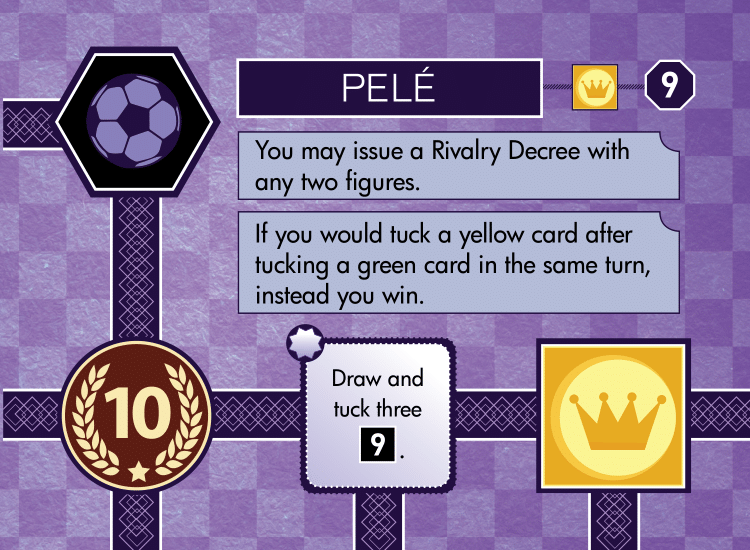 PELÉ
9
You may issue a Rivalry Decree with
any two figures.
If you would tuck a yellow card after
tucking a green card in the same turn,
instead you win.
10
Draw and
tuck three
9.